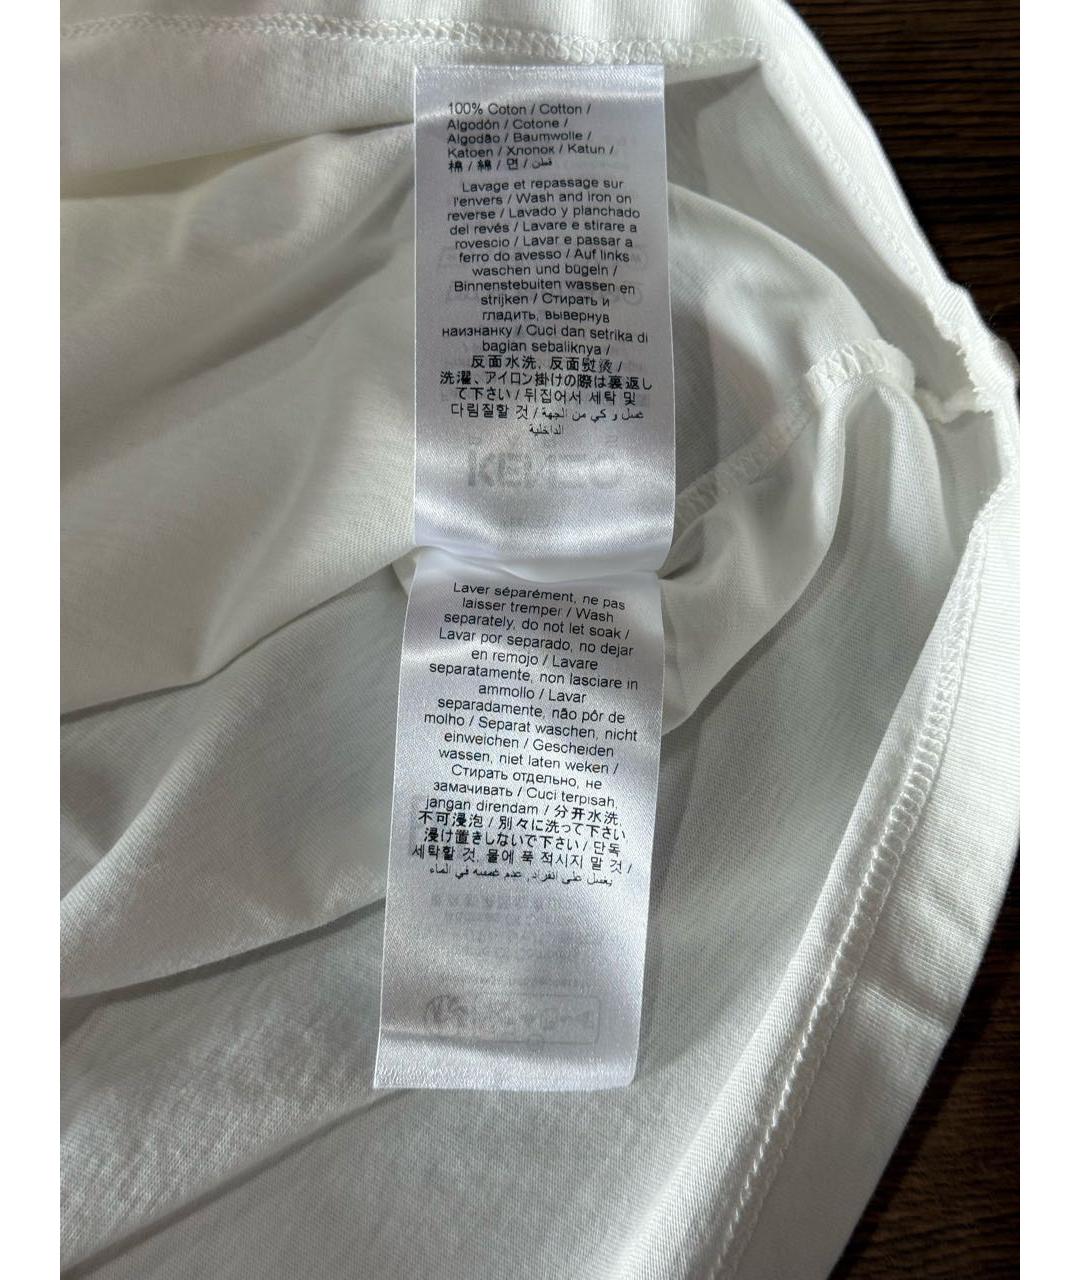 100% Coton / Cotton /
Algodón / Cotone /
Algodão / Baumwolle /
Katoen / Хлопок / Katun /
棉 / 綿 / 면 / قطن
Lavage et repassage sur
l'envers / Wash and iron on
reverse / Lavado y planchado
del revés / Lavare e stirare a
rovescio / Lavar e passar a
ferro do avesso / Auf links
waschen und bügeln /
Binnenstebuiten wassen en
strijken / Стирать и
гладить, вывернув
наизнанку / Cuci dan setrika di
bagian sebaliknya /
反面水洗, 反面熨烫 /
洗濯、アイロン掛けの際は裏返し
て下さい / 뒤집어서 세탁 및
다림질할 것 / غسل و كي من الجهة
الداخلية
KENZO
Laver séparément, ne pas
laisser tremper / Wash
separately, do not let soak /
Lavar por separado, no dejar
en remojo / Lavare
separatamente, non lasciare in
ammollo / Lavar
separadamente, não pôr de
molho / Separat waschen, nicht
einweichen / Gescheiden
wassen, niet laten weken /
Стирать отдельно, не
замачивать / Cuci terpisah,
jangan direndam / 分开水洗,
不可浸泡 / 別々に洗って下さい
浸け置きしないで下さい / 단독
세탁할 것, 물에 푹 적시지 말 것 /
يغسل على انفراد, عدم غمسه في الماء